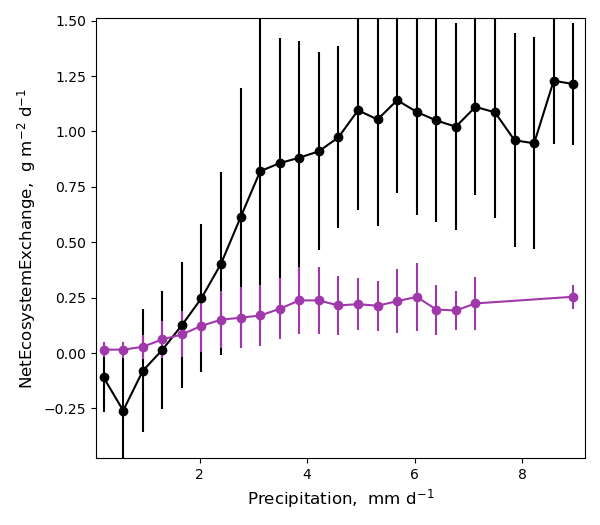 1.50
1.25
1.00
0.75
0.50
0.25
0.00
−0.25
NetEcosystemExchange, g m⁻² d⁻¹
2 4 6 8
Precipitation, mm d⁻¹